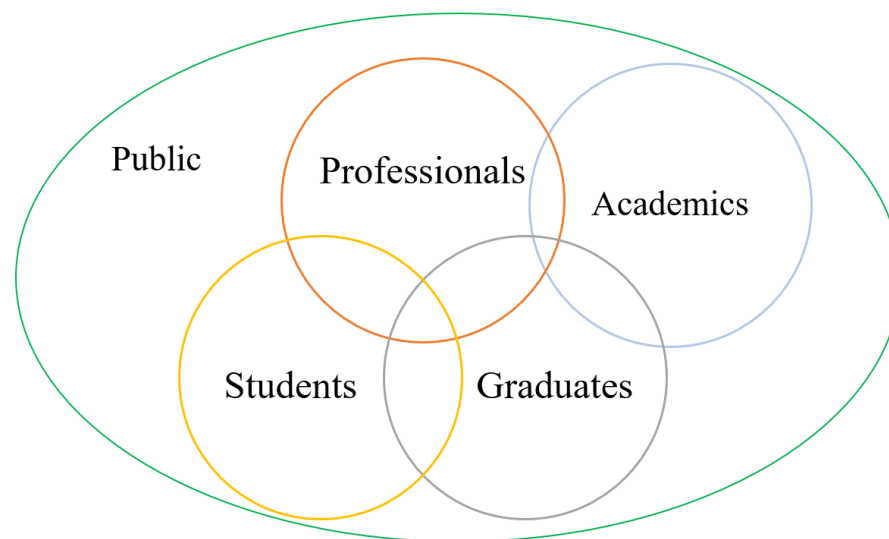 Public
Professionals
Academics
Students
Graduates